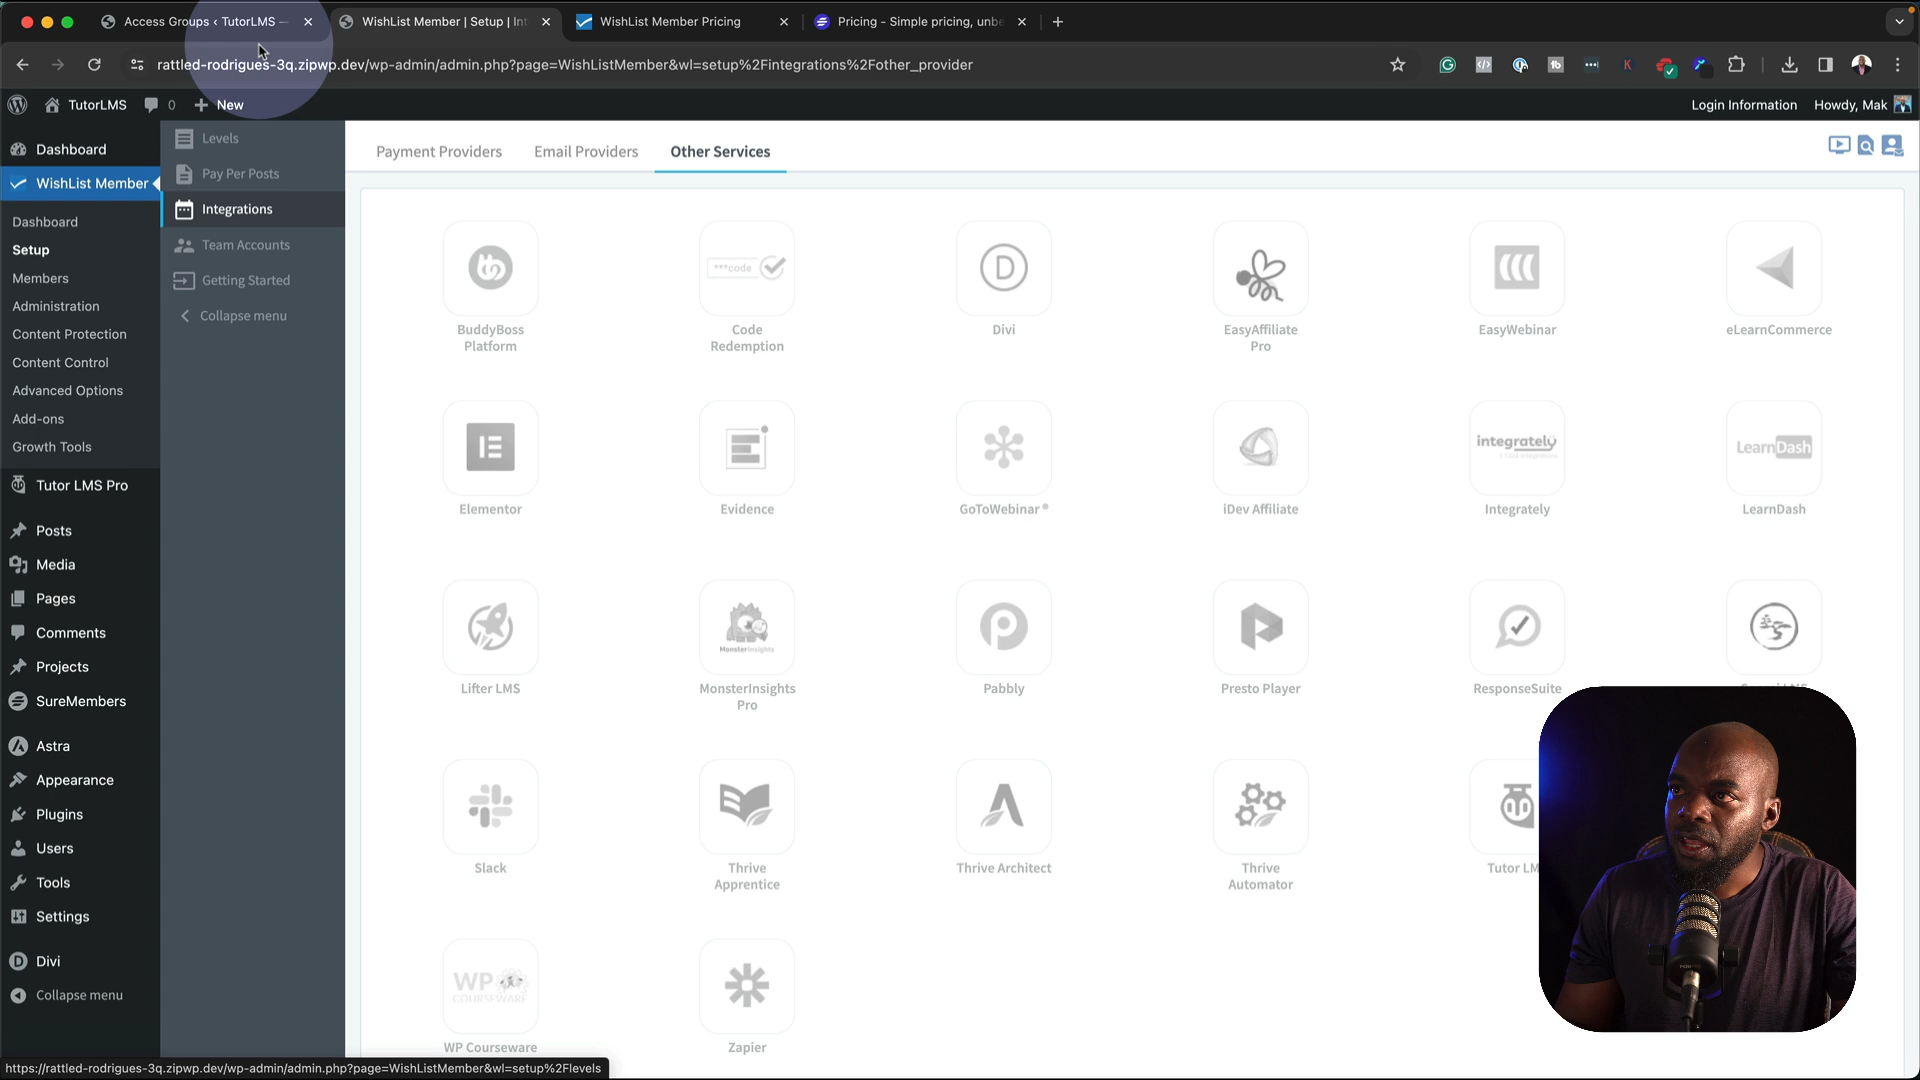 Access Groups ‹ TutorLMS —
WishList Member | Setup | Int
WishList Member Pricing
Pricing - Simple pricing, unbe
rattled-rodrigues-3q.zipwp.dev/wp-admin/admin.php?page=WishListMember&wl=setup%2Fintegrations%2Fother_provider
TutorLMS
0
New
Login Information
Howdy, Mak
Dashboard
WishList Member
Dashboard
Setup
Members
Administration
Content Protection
Content Control
Advanced Options
Add-ons
Growth Tools
Tutor LMS Pro
Posts
Media
Pages
Comments
Projects
SureMembers
Astra
Appearance
Plugins
Users
Tools
Settings
Divi
Collapse menu
Levels
Pay Per Posts
Integrations
Team Accounts
Getting Started
Collapse menu
Payment Providers
Email Providers
Other Services
***code
BuddyBoss
Platform
Code
Redemption
Divi
EasyAffiliate
Pro
EasyWebinar
eLearnCommerce
integrately
LearnDash
Elementor
Evidence
GoToWebinar®
iDev Affiliate
Integrately
LearnDash
MonsterInsights
Lifter LMS
MonsterInsights
Pro
Pabbly
Presto Player
ResponseSuite
Slack
Thrive
Apprentice
Thrive Architect
Thrive
Automator
Tutor LM
WP
COURSEWARE
WP Courseware
Zapier
https://rattled-rodrigues-3q.zipwp.dev/wp-admin/admin.php?page=WishListMember&wl=setup%2Flevels